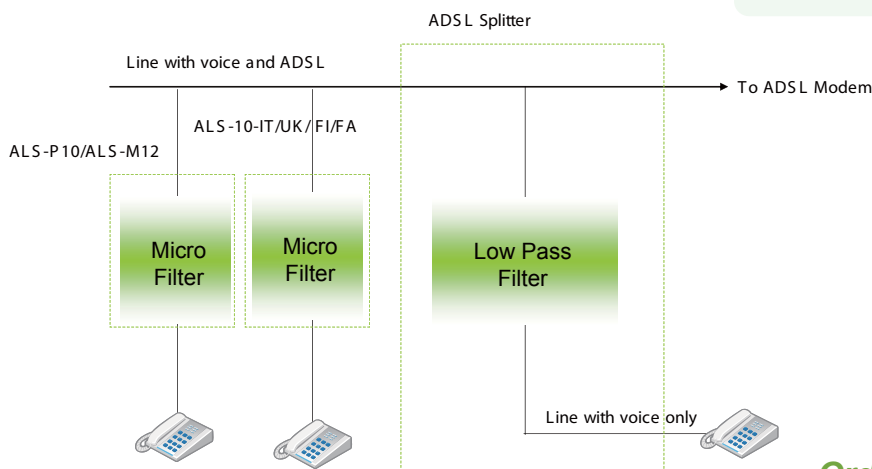 ADSL Splitter
Line with voice and ADSL
To ADSL Modem
ALS-10-IT/UK/FI/FA
ALS-P10/ALS-M12
Micro
Filter
Micro
Filter
Low Pass
Filter
Line with voice only